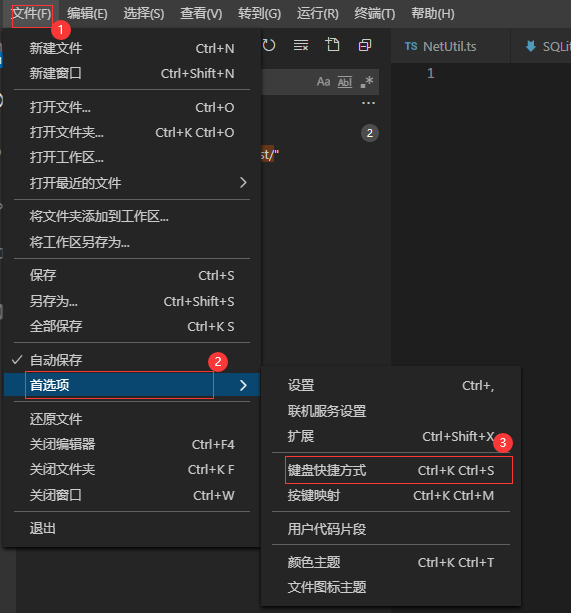 文件(F) 编辑(E) 选择(S) 查看(V) 转到(G) 运行(R) 终端(T) 帮助(H)
1
新建文件 Ctrl+N
新建窗口 Ctrl+Shift+N
打开文件... Ctrl+O
打开文件夹... Ctrl+K Ctrl+O
打开工作区...
打开最近的文件
将文件夹添加到工作区...
将工作区另存为...
保存 Ctrl+S
另存为... Ctrl+Shift+S
全部保存 Ctrl+K S
自动保存
2
首选项
还原文件
关闭编辑器 Ctrl+F4
关闭文件夹 Ctrl+K F
关闭窗口 Ctrl+W
退出
Aa Abl .*
...
2
st/"
TS NetUtil.ts SQLit
1
设置 Ctrl+,
联机服务设置
扩展 Ctrl+Shift+X
3
键盘快捷方式 Ctrl+K Ctrl+S
按键映射 Ctrl+K Ctrl+M
用户代码片段
颜色主题 Ctrl+K Ctrl+T
文件图标主题